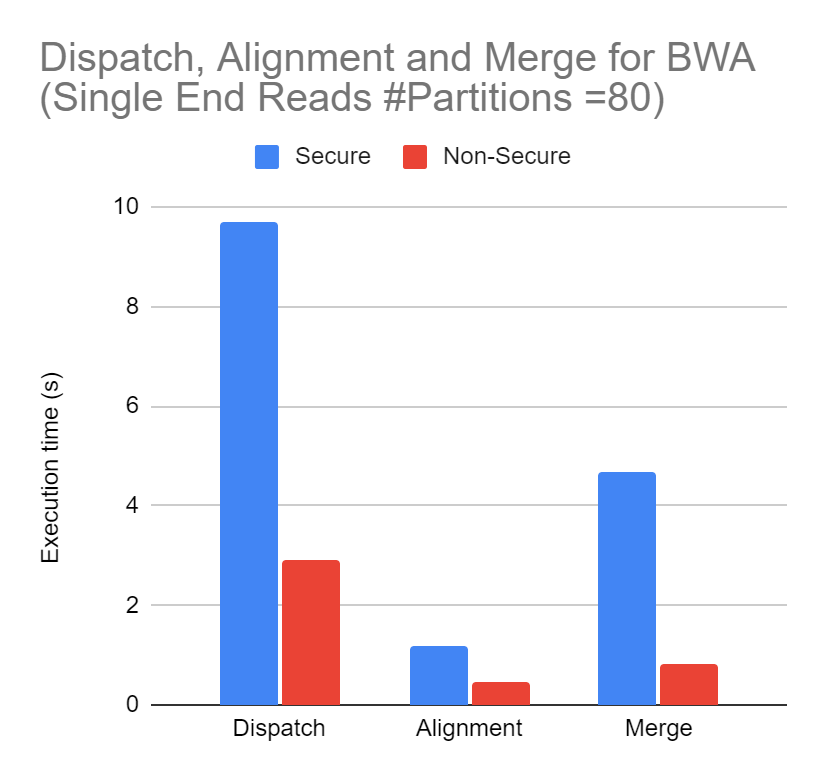 Dispatch, Alignment and Merge for BWA
(Single End Reads #Partitions =80)
Secure
Non-Secure
10
8
6
4
2
0
Execution time (s)
Dispatch
Alignment
Merge